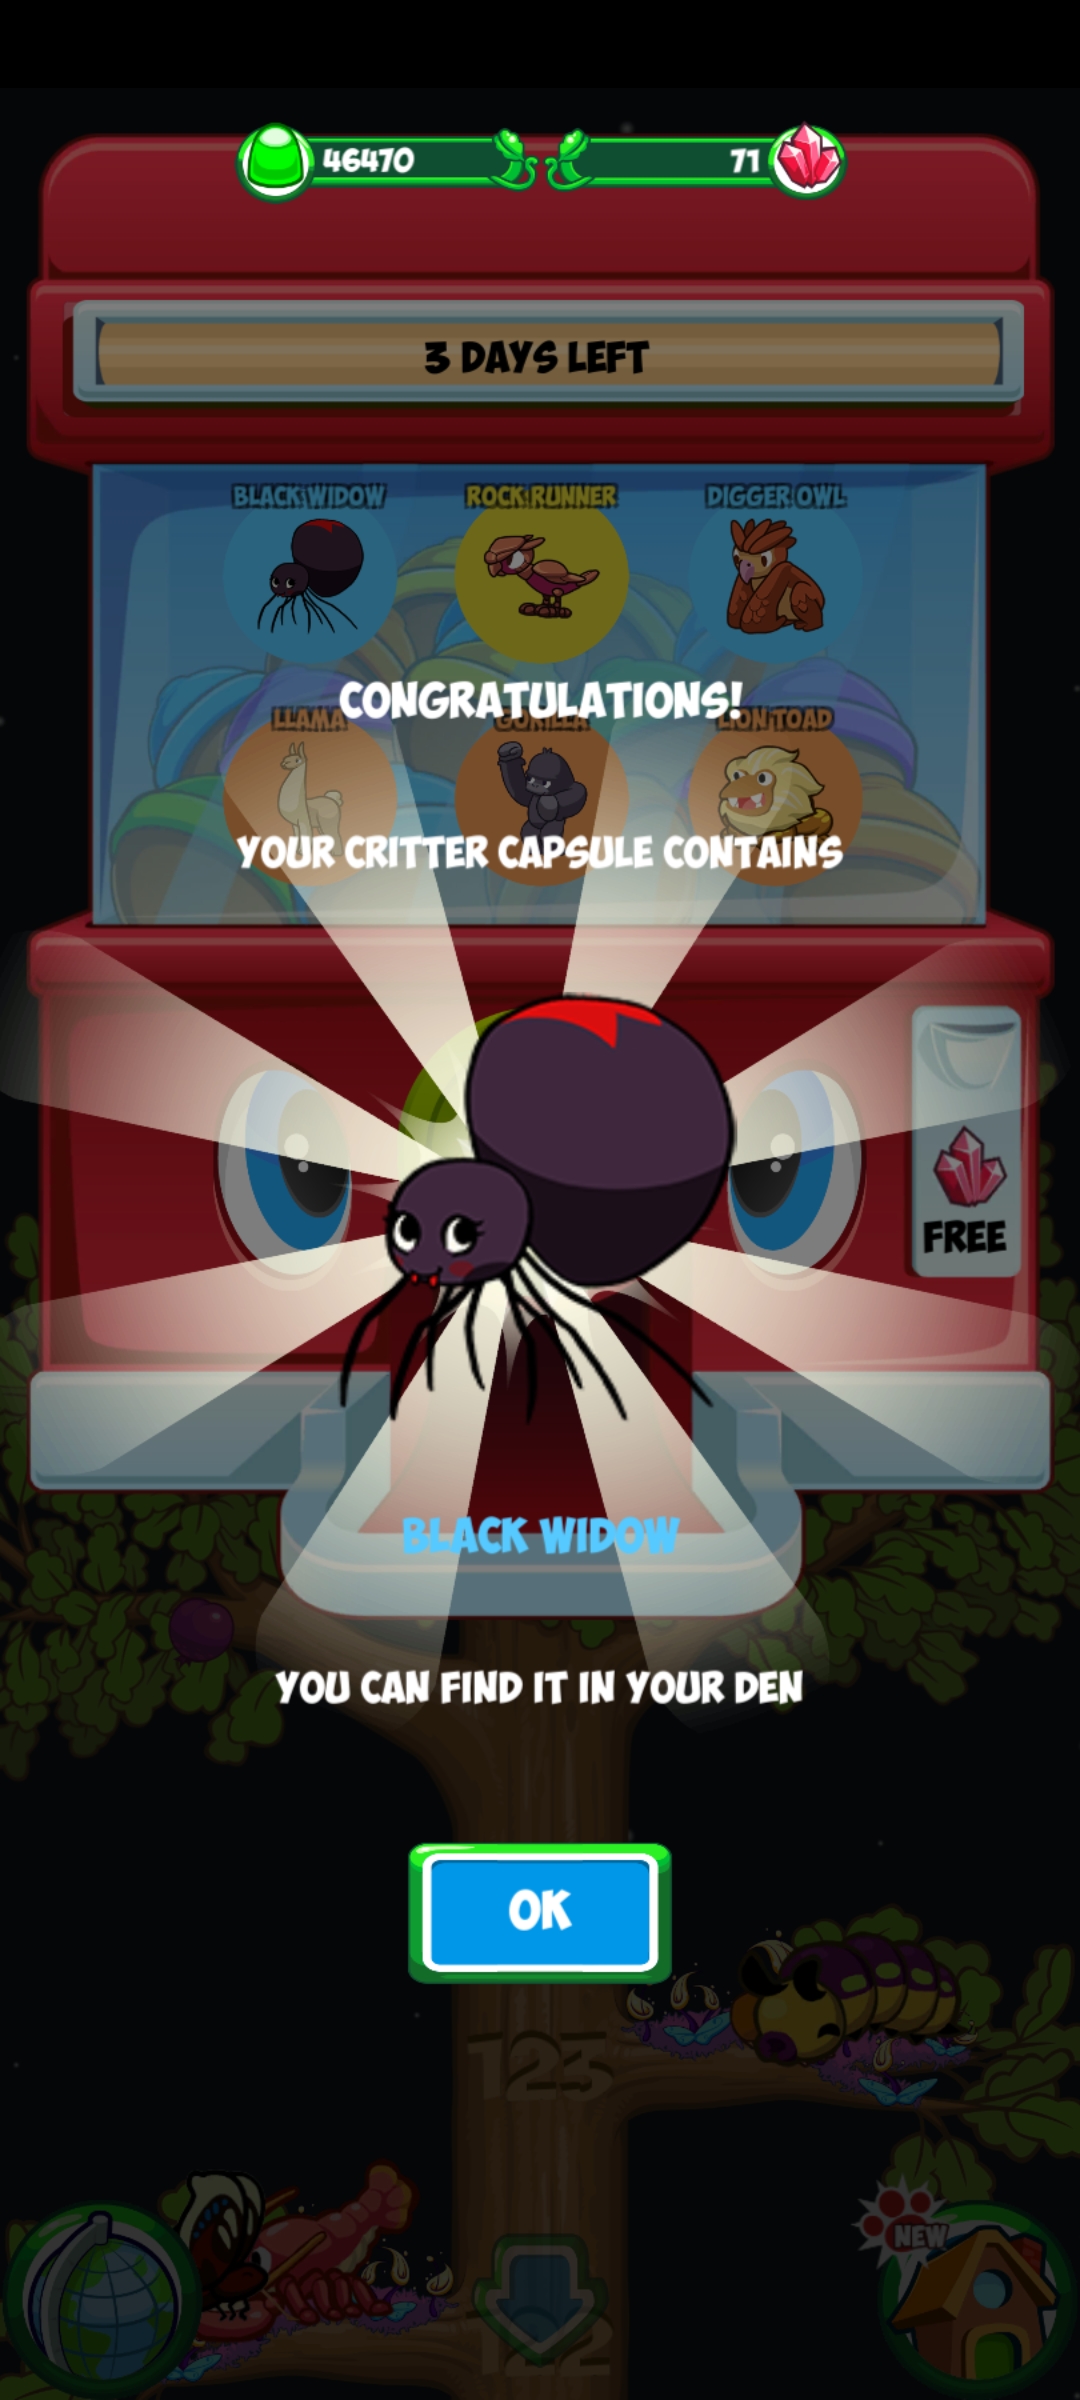 46470
71
3 DAYS LEFT
BLACK WIDOW
ROCK RUNNER
DIGGER OWL
CONGRATULATIONS!
LLAMA
GORILLA
LION TOAD
YOUR CRITTER CAPSULE CONTAINS
FREE
BLACK WIDOW
YOU CAN FIND IT IN YOUR DEN
OK
123
NEW
122